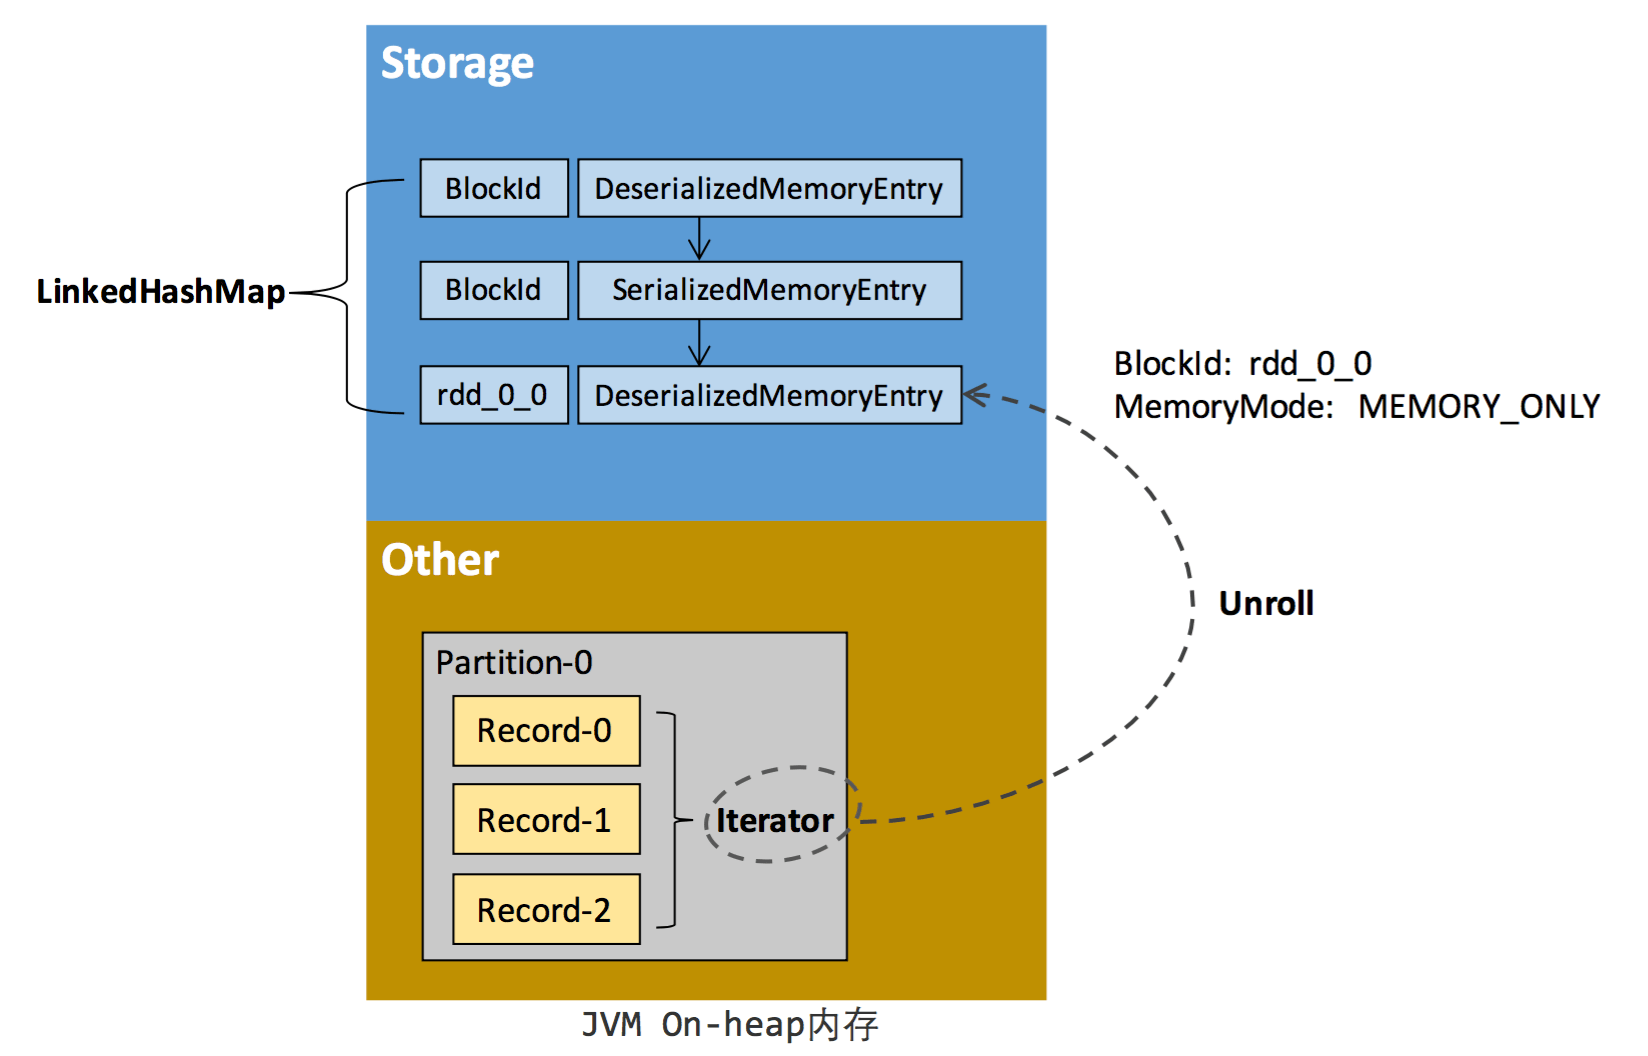 Storage
BlockId DeserializedMemoryEntry
BlockId SerializedMemoryEntry
LinkedHashMap
rdd_0_0 DeserializedMemoryEntry
BlockId: rdd_0_0
MemoryMode: MEMORY_ONLY
Other
Unroll
Partition-0
Record-0
Record-1
Iterator
Record-2
JVM On-heap内存